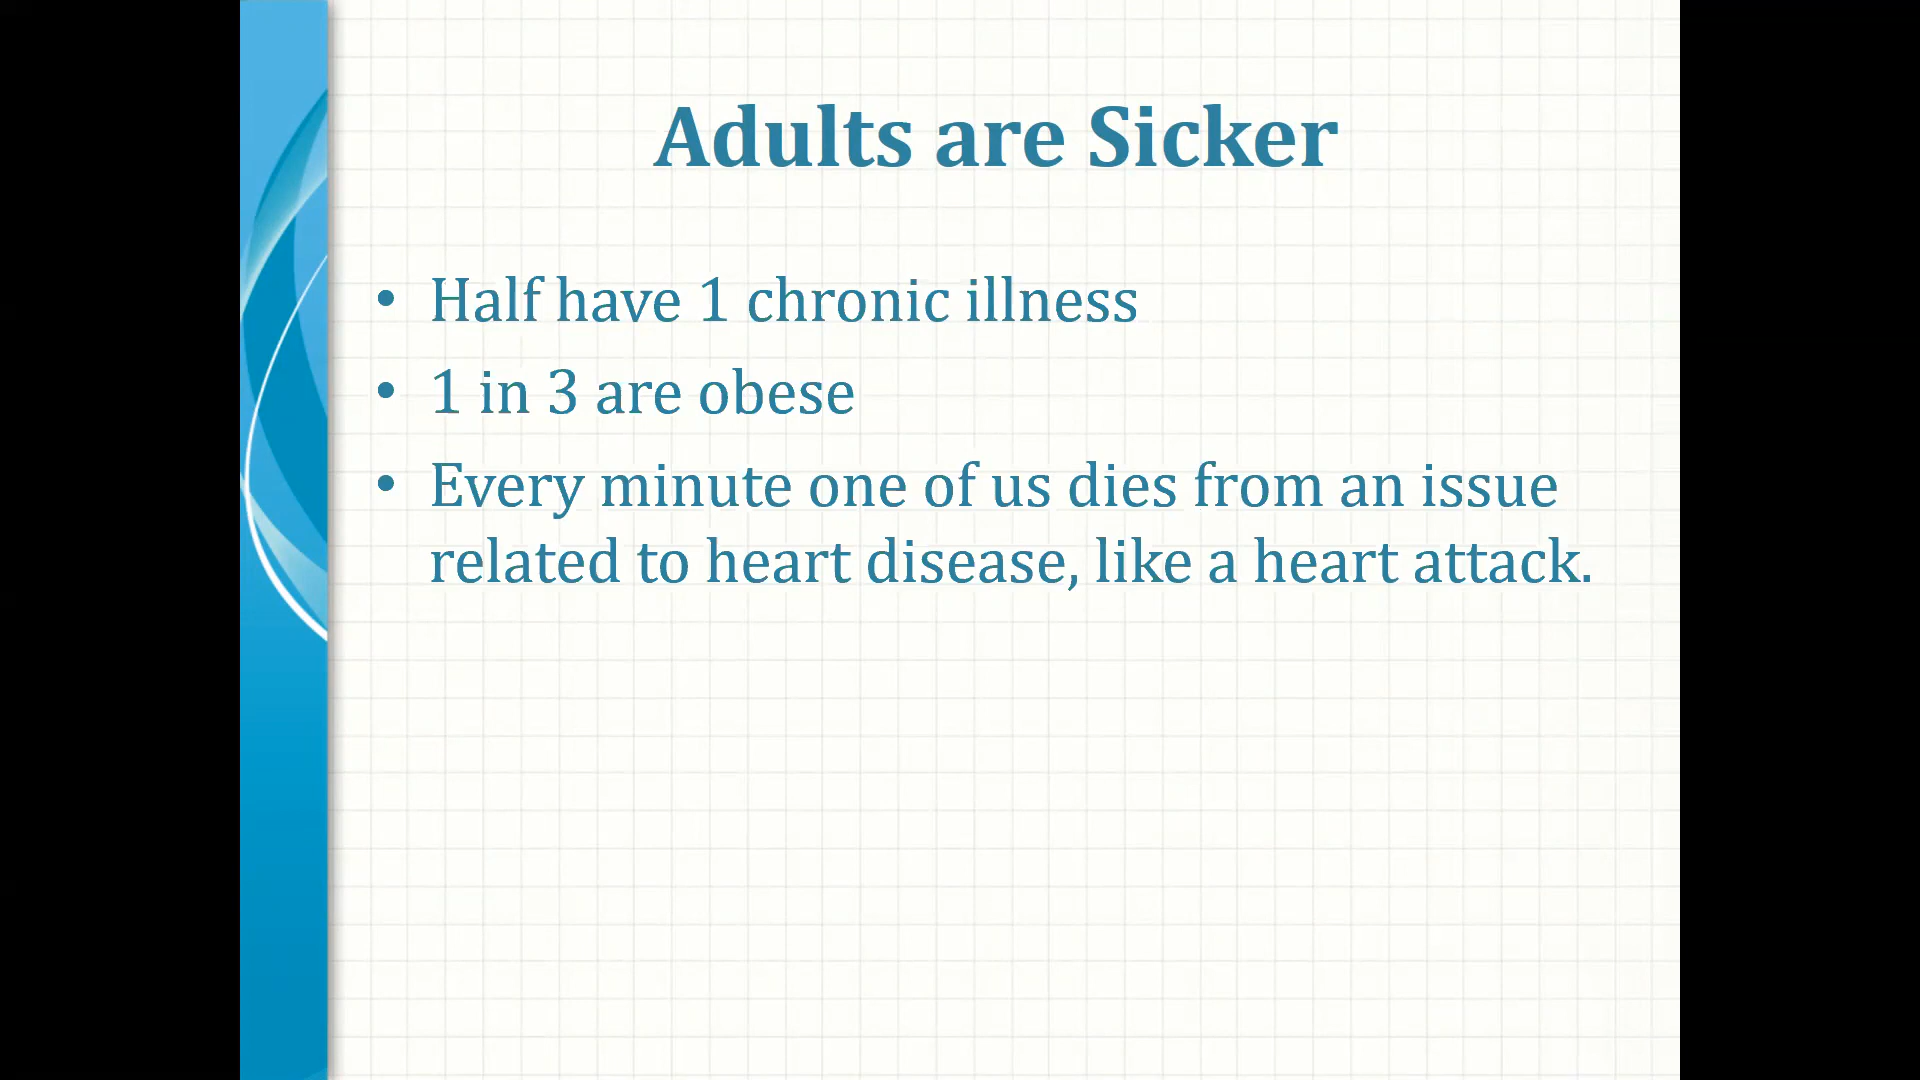 Adults are Sicker
• Half have 1 chronic illness
• 1 in 3 are obese
• Every minute one of us dies from an issue
related to heart disease, like a heart attack.